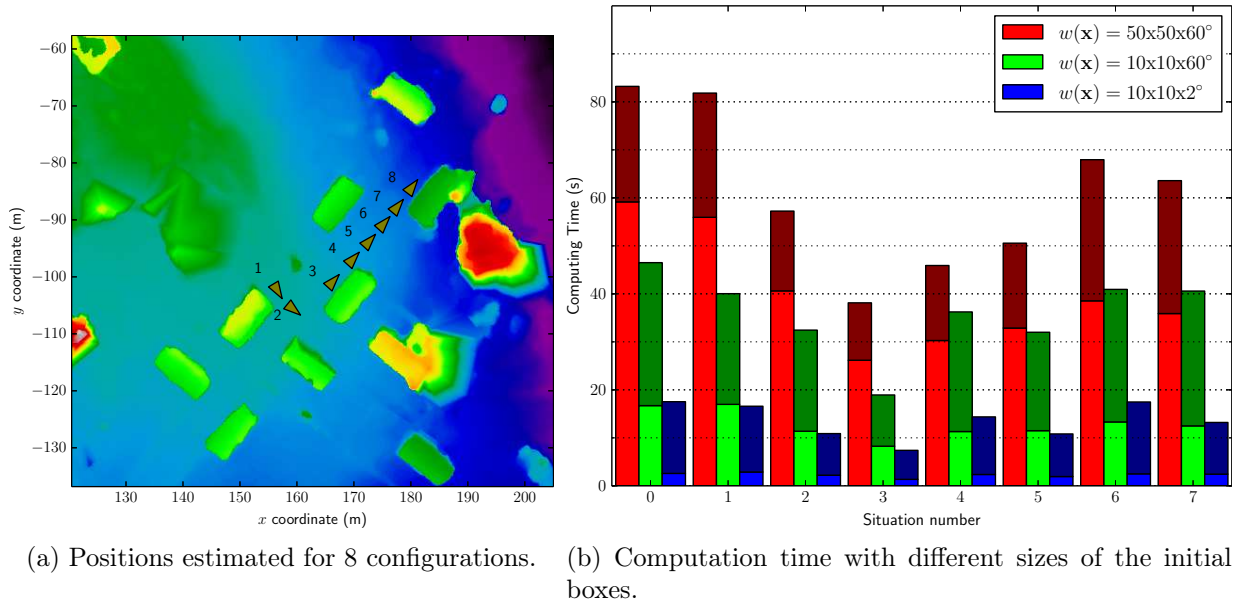 −60
−70
−80
−90
−100
−110
−120
−130
y coordinate (m)
1
2
3
4
5
6
7
8
130 140 150 160 170 180 190 200
x coordinate (m)
(a) Positions estimated for 8 configurations.
w(x) = 50x50x60°
w(x) = 10x10x60°
w(x) = 10x10x2°
80
60
40
20
0
Computing Time (s)
0 1 2 3 4 5 6 7
Situation number
(b) Computation time with different sizes of the initial
boxes.